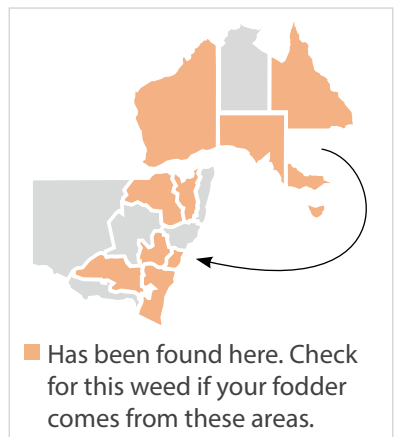 Has been found here. Check
for this weed if your fodder
comes from these areas.